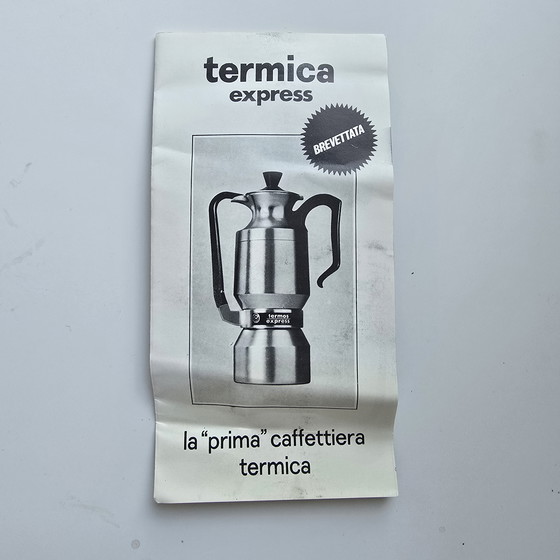 termica
express
BREVETTATA
termos
express
la “prima” caffettiera
termica